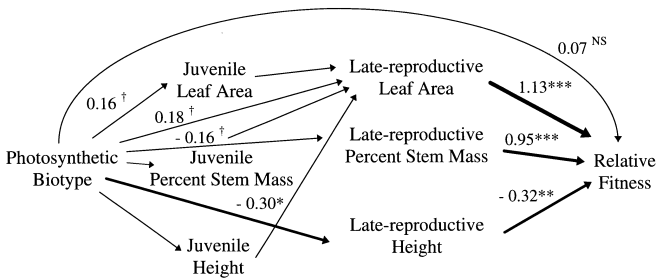 0.07 NS
Juvenile
Leaf Area
Late-reproductive
Leaf Area
0.16 †
0.18 †
1.13***
- 0.16 †
Photosynthetic
Biotype
Juvenile
Percent Stem Mass
Late-reproductive
Percent Stem Mass
0.95***
Relative
Fitness
- 0.30*
- 0.32**
Juvenile
Height
Late-reproductive
Height